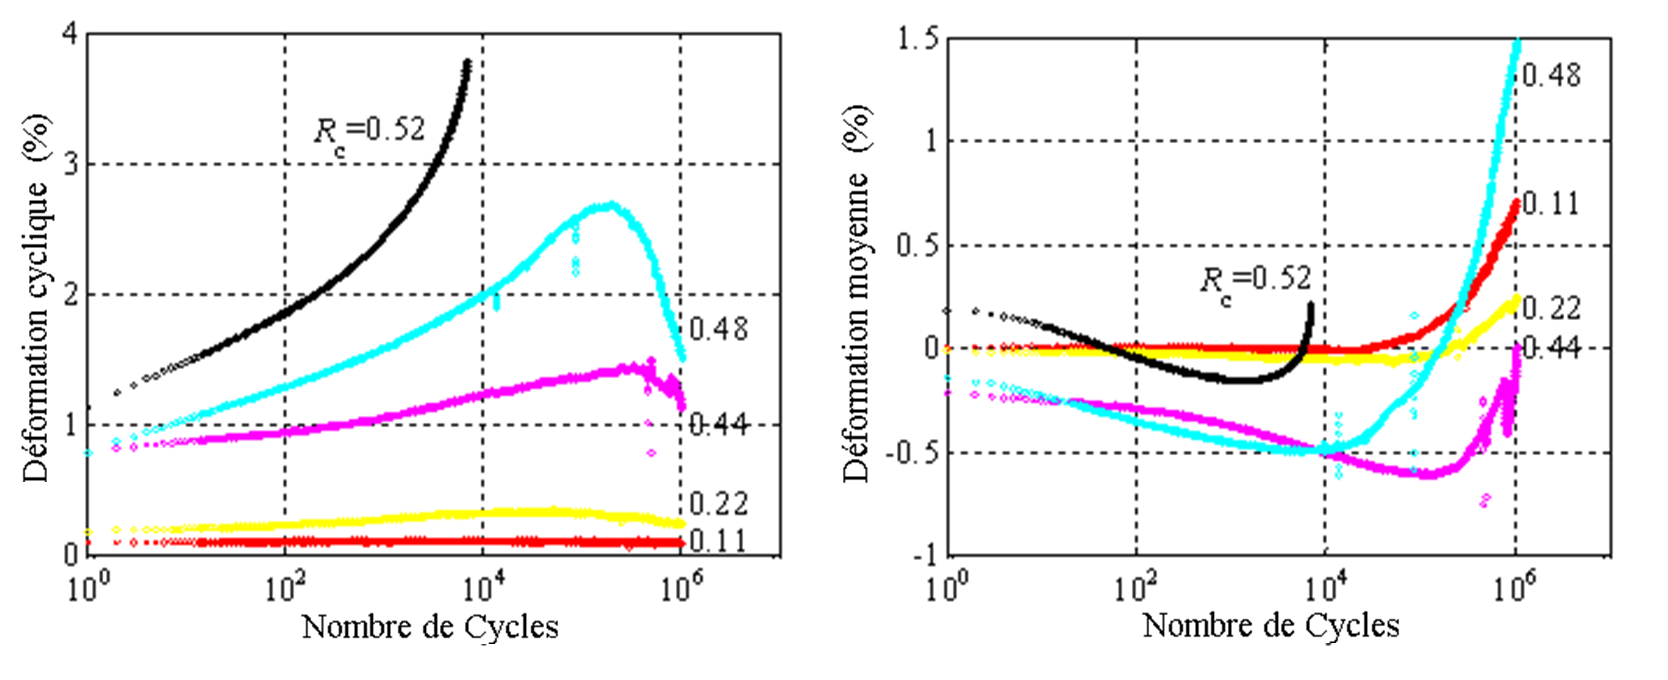 4
3
2
1
0
Déformation cyclique (%)
R_c=0.52
0.48
0.44
0.22
0.11
10^0 10^2 10^4 10^6
Nombre de Cycles
1.5
1
0.5
0
-0.5
-1
Déformation moyenne (%)
0.48
0.11
R_c=0.52
0.22
0.44
10^0 10^2 10^4 10^6
Nombre de Cycles